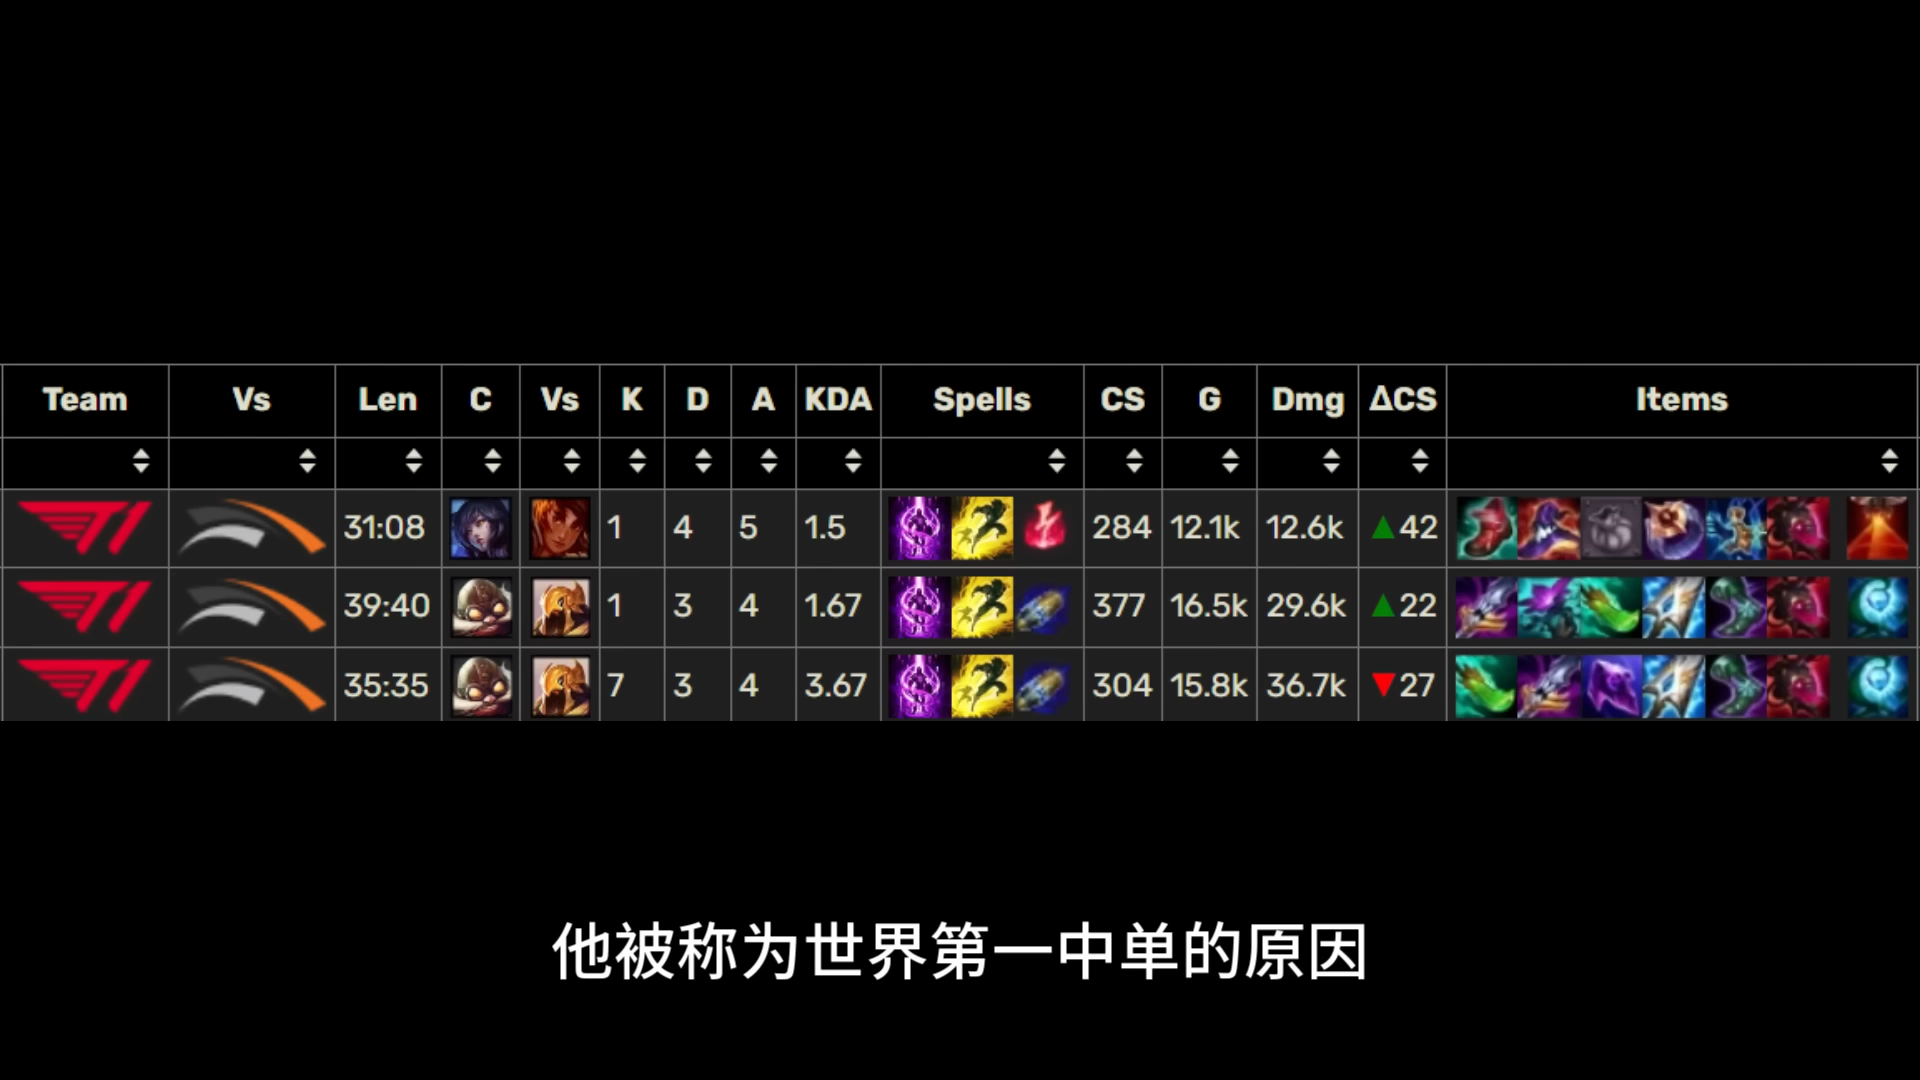 Team Vs Len C Vs K D A KDA Spells CS G Dmg ΔCS Items
T1 31:08 1 4 5 1.5 284 12.1k 12.6k ▲42
T1 39:40 1 3 4 1.67 377 16.5k 29.6k ▲22
T1 35:35 7 3 4 3.67 304 15.8k 36.7k ▼27
他被称为世界第一中单的原因